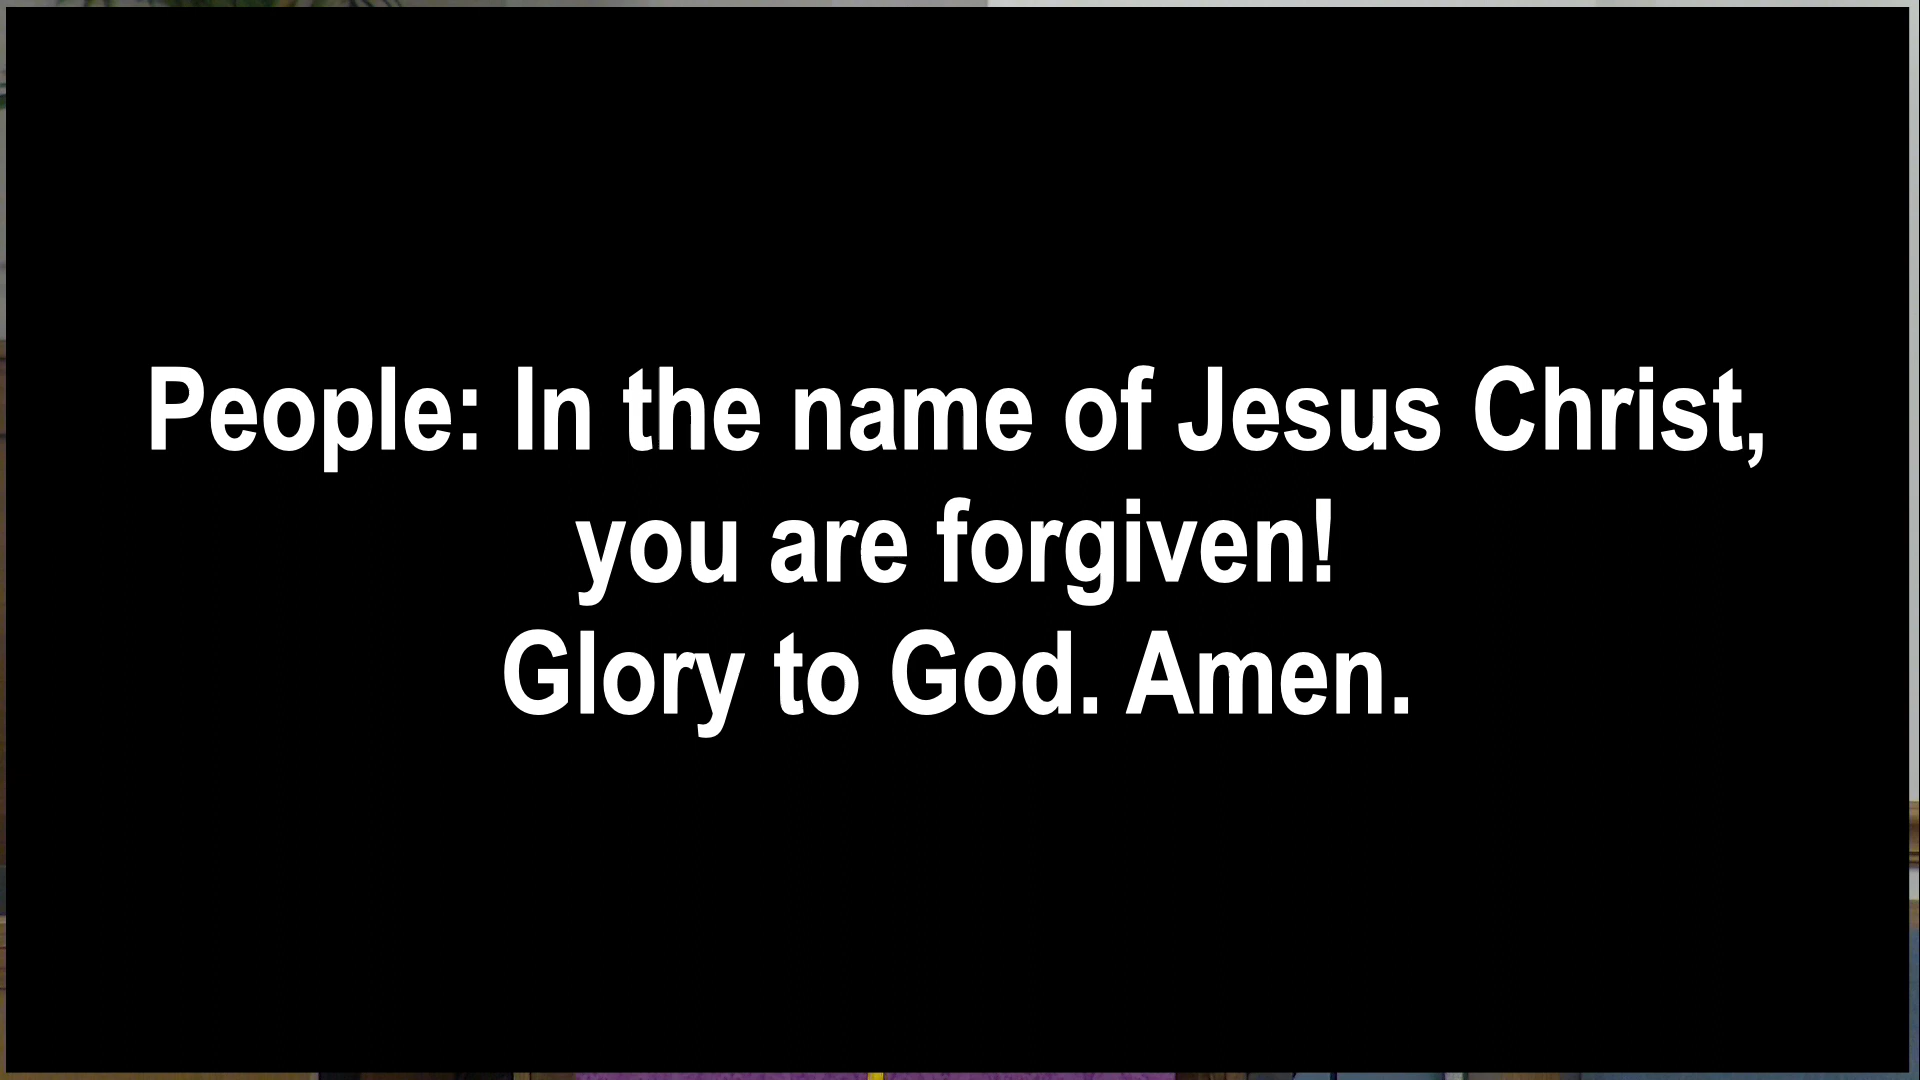 People: In the name of Jesus Christ,
you are forgiven!
Glory to God. Amen.